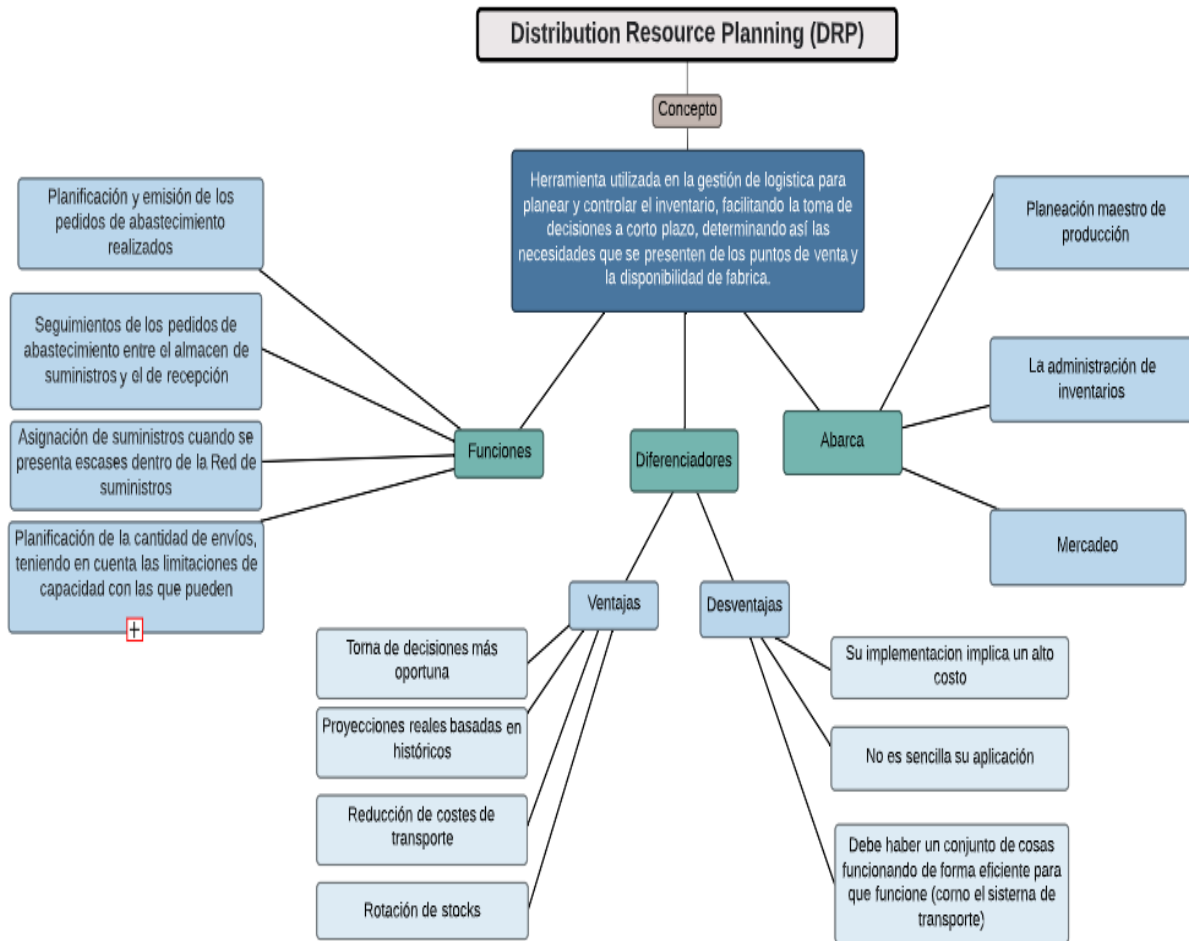 Distribution Resource Planning (DRP)
Concepto
Herramienta utilizada en la gestión de logistica para
planear y controlar el inventario, facilitando la toma de
decisiones a corto plazo, determinando así las
necesidades que se presenten de los puntos de venta y
la disponibilidad de fabrica.
Funciones
Planificación y emisión de los
pedidos de abastecimiento
realizados
Seguimientos de los pedidos de
abastecimiento entre el almacen de
suministros y el de recepción
Asignación de suministros cuando se
presenta escases dentro de la Red de
suministros
Planificación de la cantidad de envíos,
teniendo en cuenta las limitaciones de
capacidad con las que pueden
Diferenciadores
Ventajas
Toma de decisiones más
oportuna
Proyecciones reales basadas en
históricos
Reducción de costes de
transporte
Rotación de stocks
Desventajas
Su implementacion implica un alto
costo
No es sencilla su aplicación
Debe haber un conjunto de cosas
funcionando de forma eficiente para
que funcione (como el sistema de
transporte)
Abarca
Planeación maestro de
producción
La administración de
inventarios
Mercadeo